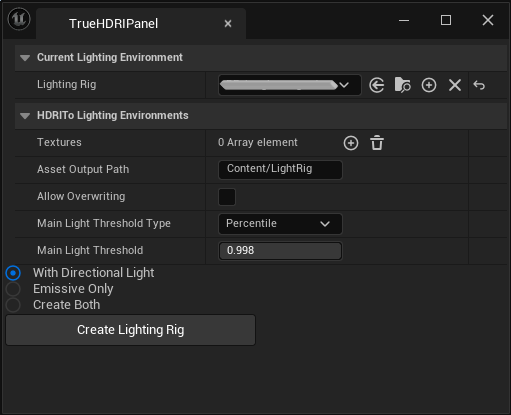 TrueHDRIPanel
Current Lighting Environment
Lighting Rig
HDRITo Lighting Environments
Textures 0 Array element
Asset Output Path Content/LightRig
Allow Overwriting
Main Light Threshold Type Percentile
Main Light Threshold 0.998
With Directional Light
Emissive Only
Create Both
Create Lighting Rig